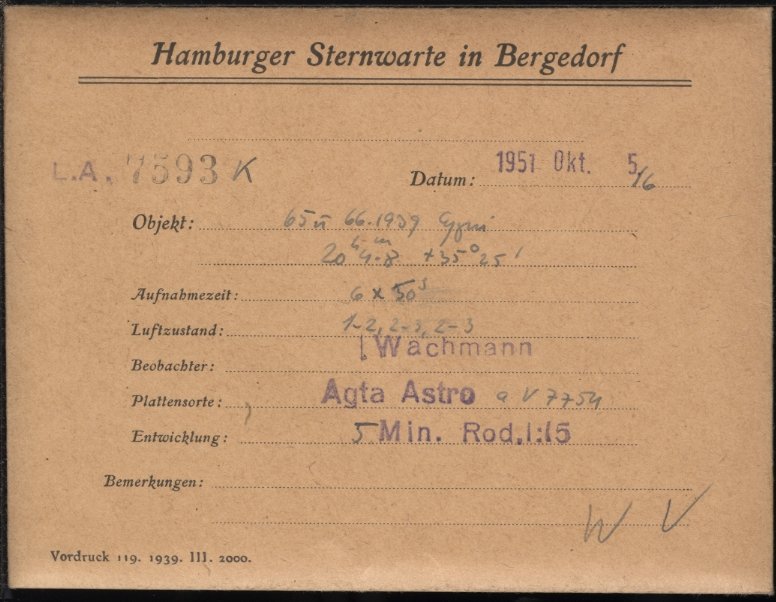 Hamburger Sternwarte in Bergedorf
L.A. 7593 K
Datum: 1951 Okt. 5/6
Objekt: 65 u 66.1939 Cygni
20h 4m.8 +35° 25'
Aufnahmezeit: 6 x 50s
Luftzustand: 1-2, 2-3, 2-3
Beobachter: Wachmann
Plattensorte: Agfa Astro a V 7754
Entwicklung: 5 Min. Rod.1:15
Bemerkungen:
W V
Vordruck 119. 1939. III. 2000.